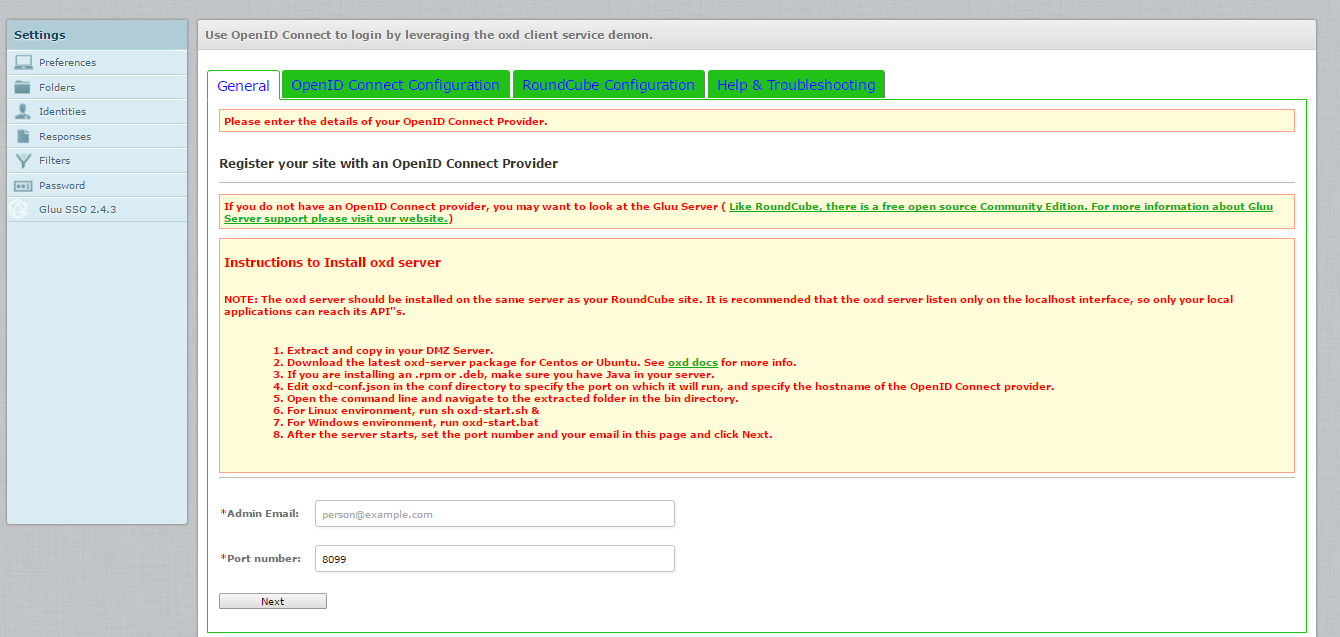 Settings
Preferences
Folders
Identities
Responses
Filters
Password
Gluu SSO 2.4.3
Use OpenID Connect to login by leveraging the oxd client service demon.
General OpenID Connect Configuration RoundCube Configuration Help & Troubleshooting
Please enter the details of your OpenID Connect Provider.
Register your site with an OpenID Connect Provider
If you do not have an OpenID Connect provider, you may want to look at the Gluu Server ( Like RoundCube, there is a free open source Community Edition. For more information about Gluu
Server support please visit our website.)
Instructions to Install oxd server
NOTE: The oxd server should be installed on the same server as your RoundCube site. It is recommended that the oxd server listen only on the localhost interface, so only your local
applications can reach its API"s.
1. Extract and copy in your DMZ Server.
2. Download the latest oxd-server package for Centos or Ubuntu. See oxd docs for more info.
3. If you are installing an .rpm or .deb, make sure you have Java in your server.
4. Edit oxd-conf.json in the conf directory to specify the port on which it will run, and specify the hostname of the OpenID Connect provider.
5. Open the command line and navigate to the extracted folder in the bin directory.
6. For Linux environment, run sh oxd-start.sh &
7. For Windows environment, run oxd-start.bat
8. After the server starts, set the port number and your email in this page and click Next.
*Admin Email: person@example.com
*Port number: 8099
Next